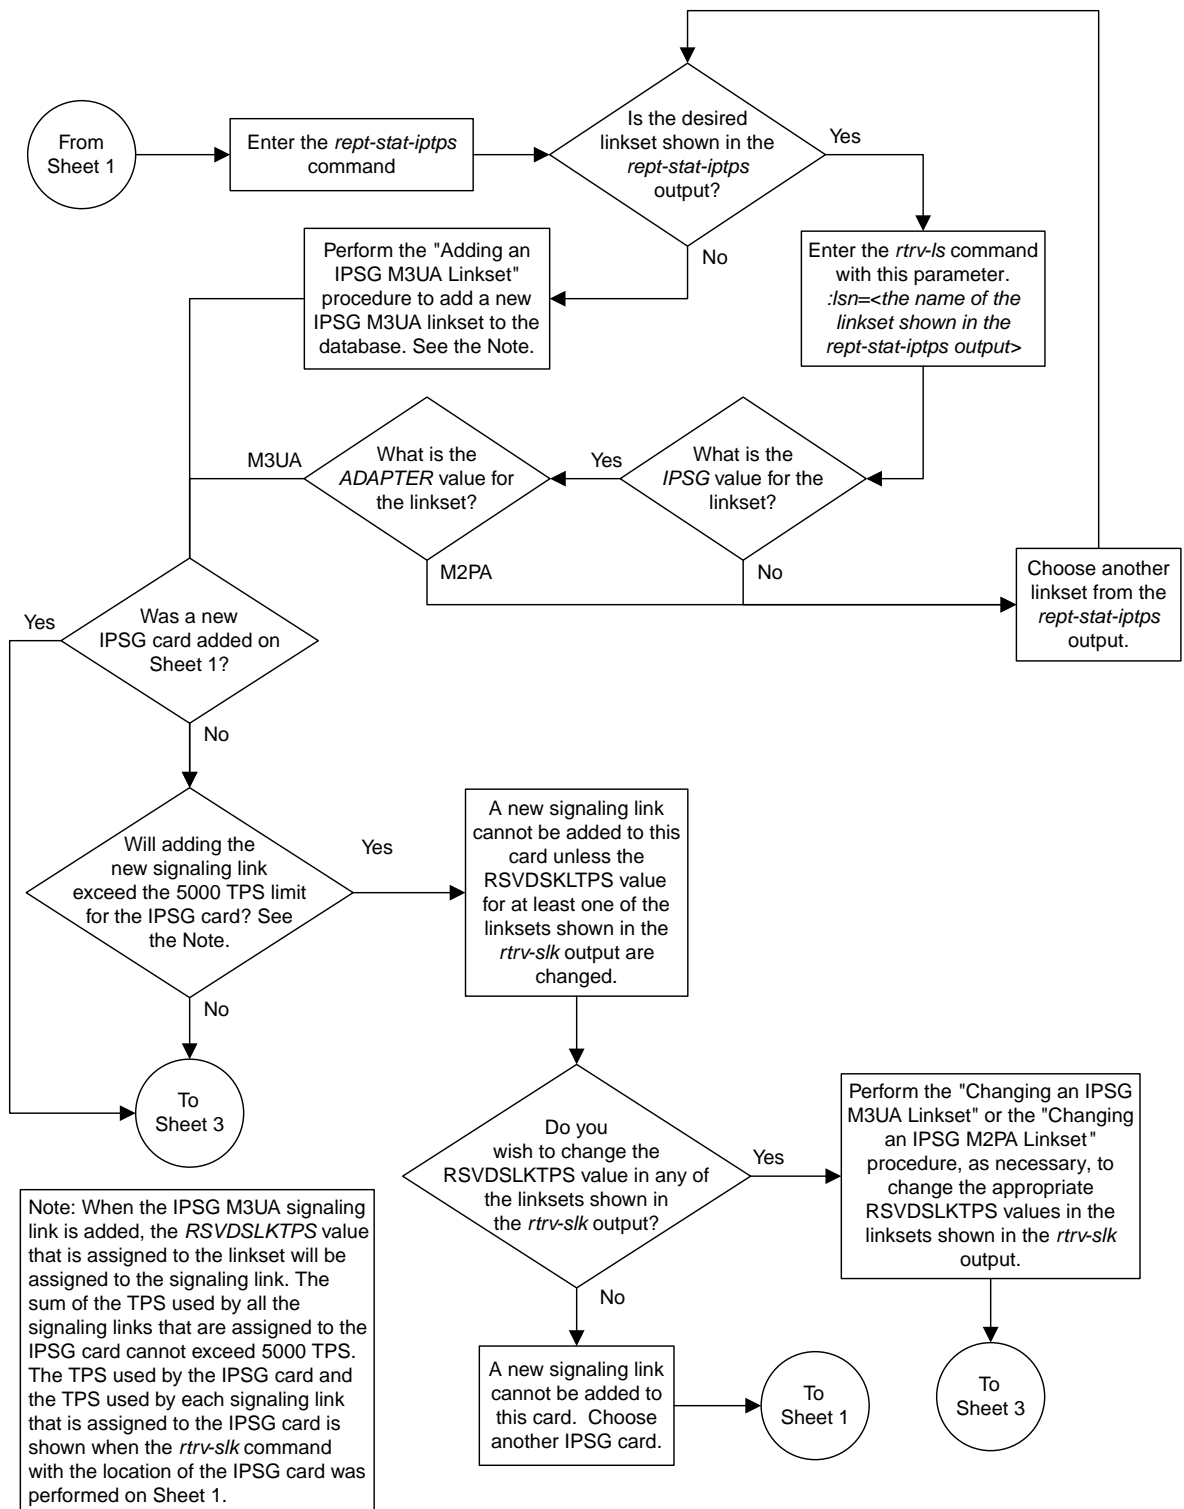 From
Sheet 1
Enter the rept-stat-iptps
command
Is the desired
linkset shown in the
rept-stat-iptps
output?
Yes
No
Perform the "Adding an
IPSG M3UA Linkset"
procedure to add a new
IPSG M3UA linkset to the
database. See the Note.
Enter the rtrv-ls command
with this parameter.
:lsn=<the name of the
linkset shown in the
rept-stat-iptps output>
What is the
IPSG value for the
linkset?
Yes
No
What is the
ADAPTER value for
the linkset?
M3UA
M2PA
Choose another
linkset from the
rept-stat-iptps
output.
Was a new
IPSG card added on
Sheet 1?
Yes
No
Will adding the
new signaling link
exceed the 5000 TPS limit
for the IPSG card? See
the Note.
Yes
No
To
Sheet 3
A new signaling link
cannot be added to this
card unless the
RSVDSKLTPS value
for at least one of the
linksets shown in the
rtrv-slk output are
changed.
Do you
wish to change the
RSVDSLKTPS value in any of
the linksets shown in
the rtrv-slk output?
Yes
No
Perform the "Changing an IPSG
M3UA Linkset" or the "Changing
an IPSG M2PA Linkset"
procedure, as necessary, to
change the appropriate
RSVDSLKTPS values in the
linksets shown in the rtrv-slk
output.
To
Sheet 3
A new signaling link
cannot be added to
this card. Choose
another IPSG card.
To
Sheet 1
Note: When the IPSG M3UA signaling
link is added, the RSVDSLKTPS value
that is assigned to the linkset will be
assigned to the signaling link. The
sum of the TPS used by all the
signaling links that are assigned to the
IPSG card cannot exceed 5000 TPS.
The TPS used by the IPSG card and
the TPS used by each signaling link
that is assigned to the IPSG card is
shown when the rtrv-slk command
with the location of the IPSG card was
performed on Sheet 1.